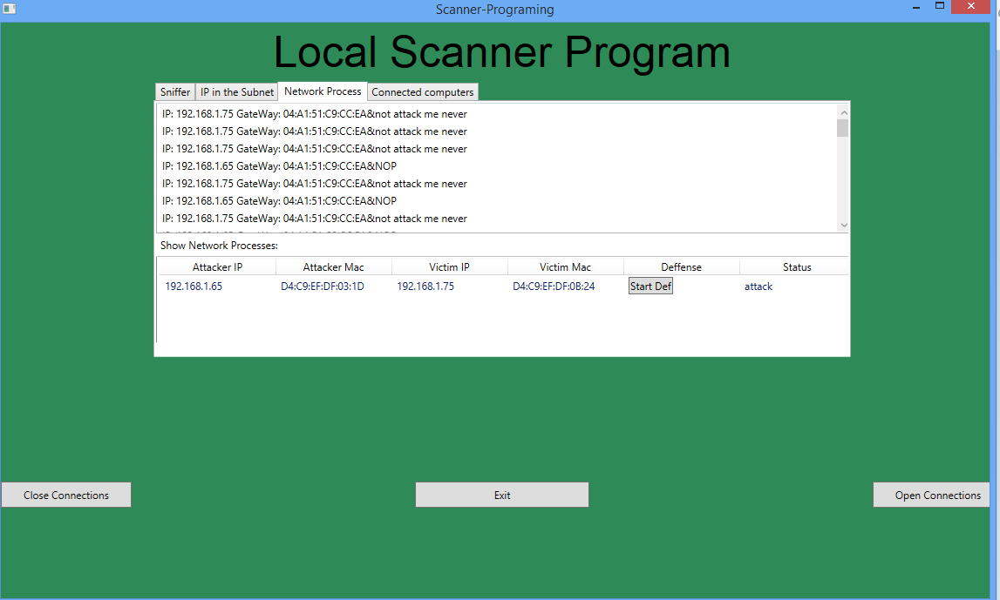 Scanner-Programing
Local Scanner Program
Sniffer IP in the Subnet Network Process Connected computers
IP: 192.168.1.75 GateWay: 04:A1:51:C9:CC:EA&not attack me never
IP: 192.168.1.75 GateWay: 04:A1:51:C9:CC:EA&not attack me never
IP: 192.168.1.75 GateWay: 04:A1:51:C9:CC:EA&not attack me never
IP: 192.168.1.65 GateWay: 04:A1:51:C9:CC:EA&NOP
IP: 192.168.1.75 GateWay: 04:A1:51:C9:CC:EA&not attack me never
IP: 192.168.1.65 GateWay: 04:A1:51:C9:CC:EA&NOP
IP: 192.168.1.75 GateWay: 04:A1:51:C9:CC:EA&not attack me never
Show Network Processes:
Attacker IP Attacker Mac Victim IP Victim Mac Deffense Status
192.168.1.65 D4:C9:EF:DF:03:1D 192.168.1.75 D4:C9:EF:DF:0B:24 Start Def attack
Close Connections Exit Open Connections